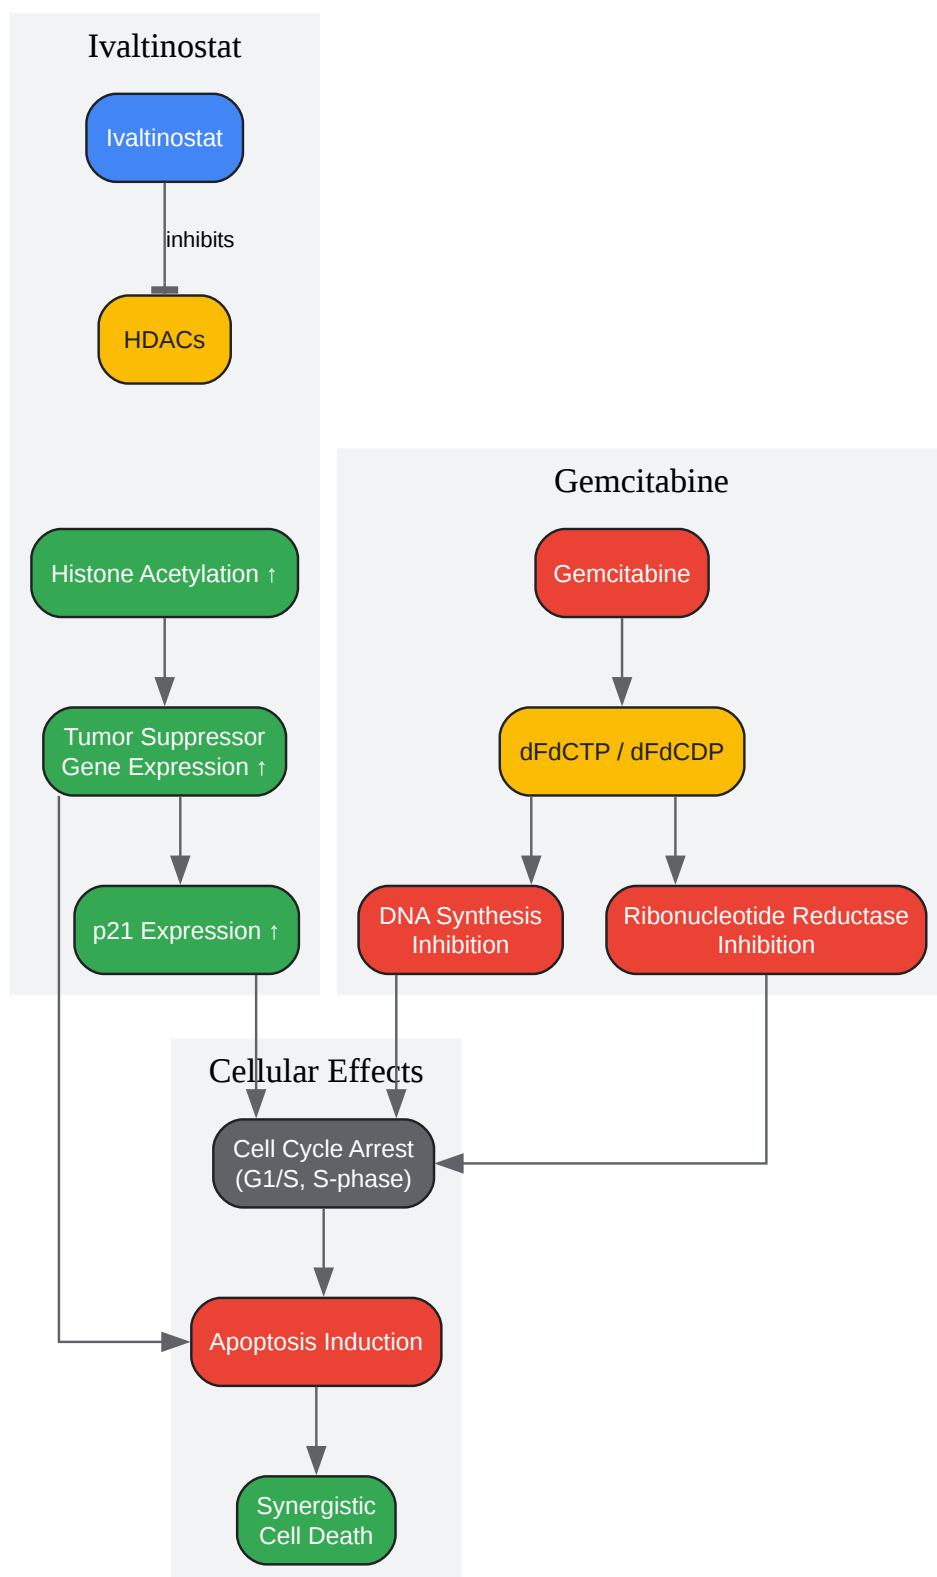 Ivaltinostat
Ivaltinostat
inhibits
HDACs
Histone Acetylation ↑
Tumor Suppressor
Gene Expression ↑
p21 Expression ↑
Gemcitabine
Gemcitabine
dFdCTP / dFdCDP
DNA Synthesis
Inhibition
Ribonucleotide Reductase
Inhibition
Cellular Effects
Cell Cycle Arrest
(G1/S, S-phase)
Apoptosis Induction
Synergistic
Cell Death